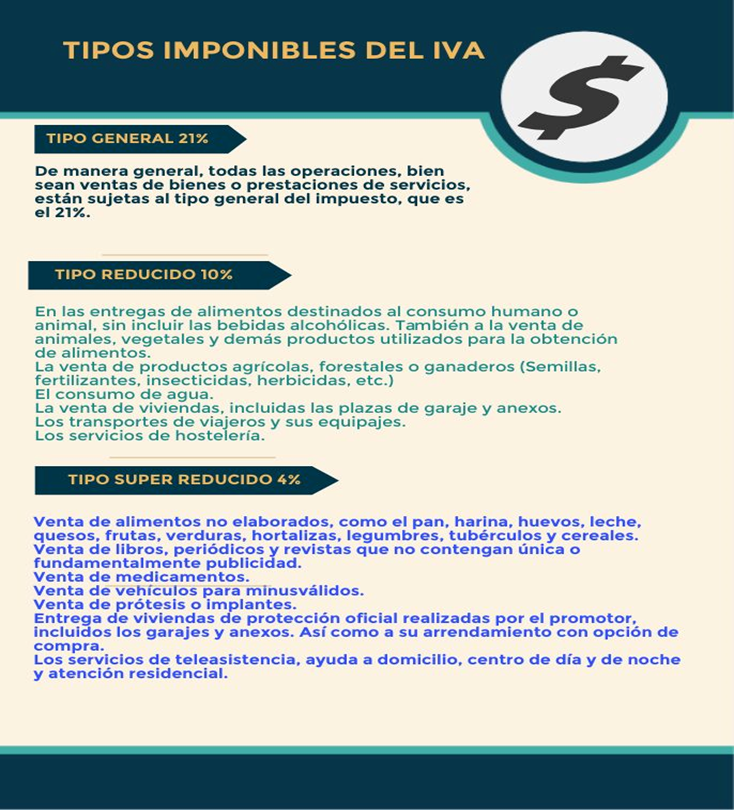 TIPOS IMPONIBLES DEL IVA
$
TIPO GENERAL 21%
De manera general, todas las operaciones, bien
sean ventas de bienes o prestaciones de servicios,
están sujetas al tipo general del impuesto, que es
el 21%.
TIPO REDUCIDO 10%
En las entregas de alimentos destinados al consumo humano o
animal, sin incluir las bebidas alcohólicas. También a la venta de
animales, vegetales y demás productos utilizados para la obtención
de alimentos.
La venta de productos agrícolas, forestales o ganaderos (Semillas,
fertilizantes, insecticidas, herbicidas, etc.)
El consumo de agua.
La venta de viviendas, incluidas las plazas de garaje y anexos.
Los transportes de viajeros y sus equipajes.
Los servicios de hostelería.
TIPO SUPER REDUCIDO 4%
Venta de alimentos no elaborados, como el pan, harina, huevos, leche,
quesos, frutas, verduras, hortalizas, legumbres, tubérculos y cereales.
Venta de libros, periódicos y revistas que no contengan única o
fundamentalmente publicidad.
Venta de medicamentos.
Venta de vehículos para minusválidos.
Venta de prótesis o implantes.
Entrega de viviendas de protección oficial realizadas por el promotor,
incluidos los garajes y anexos. Así como a su arrendamiento con opción de
compra.
Los servicios de teleasistencia, ayuda a domicilio, centro de día y de noche
y atención residencial.